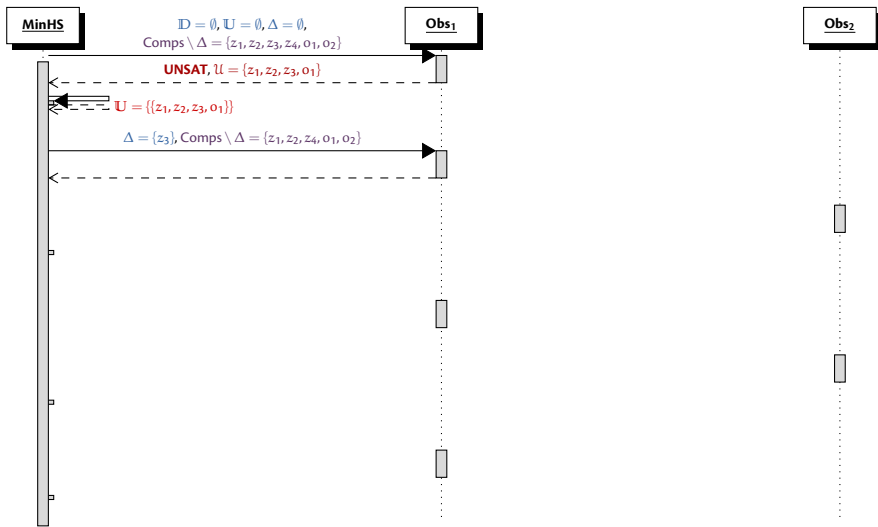 MinHS
Obs₁
Obs₂
𝔻 = ∅, 𝕌 = ∅, Δ = ∅,
Comps \ Δ = {z₁, z₂, z₃, z₄, o₁, o₂}
UNSAT, 𝒰 = {z₁, z₂, z₃, o₁}
𝕌 = {{z₁, z₂, z₃, o₁}}
Δ = {z₃}, Comps \ Δ = {z₁, z₂, z₄, o₁, o₂}